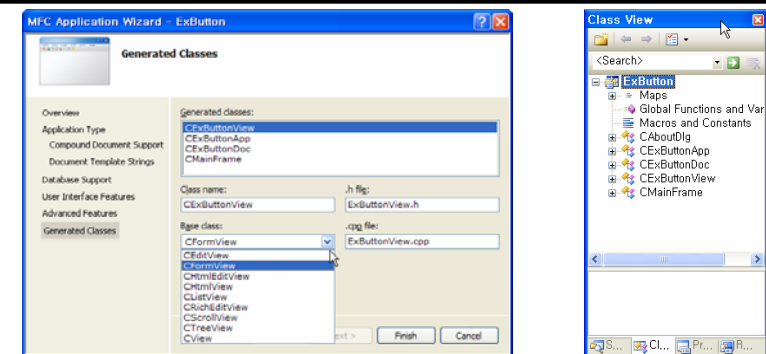 MFC Application Wizard - ExButton
Generated Classes
Overview
Application Type
Compound Document Support
Document Template Strings
Database Support
User Interface Features
Advanced Features
Generated Classes
Generated classes:
CExButtonView
CExButtonApp
CExButtonDoc
CMainFrame
Class name:
CExButtonView
.h file:
ExButtonView.h
Base class:
CFormView
.cpp file:
ExButtonView.cpp
CEditView
CFormView
CHtmlEditView
CHtmlView
CListView
CRichEditView
CScrollView
CTreeView
CView
ext >
Finish
Cancel
Class View
<Search>
ExButton
Maps
Global Functions and Var
Macros and Constants
CAboutDlg
CExButtonApp
CExButtonDoc
CExButtonView
CMainFrame
S...
Cl...
Pr...
R...